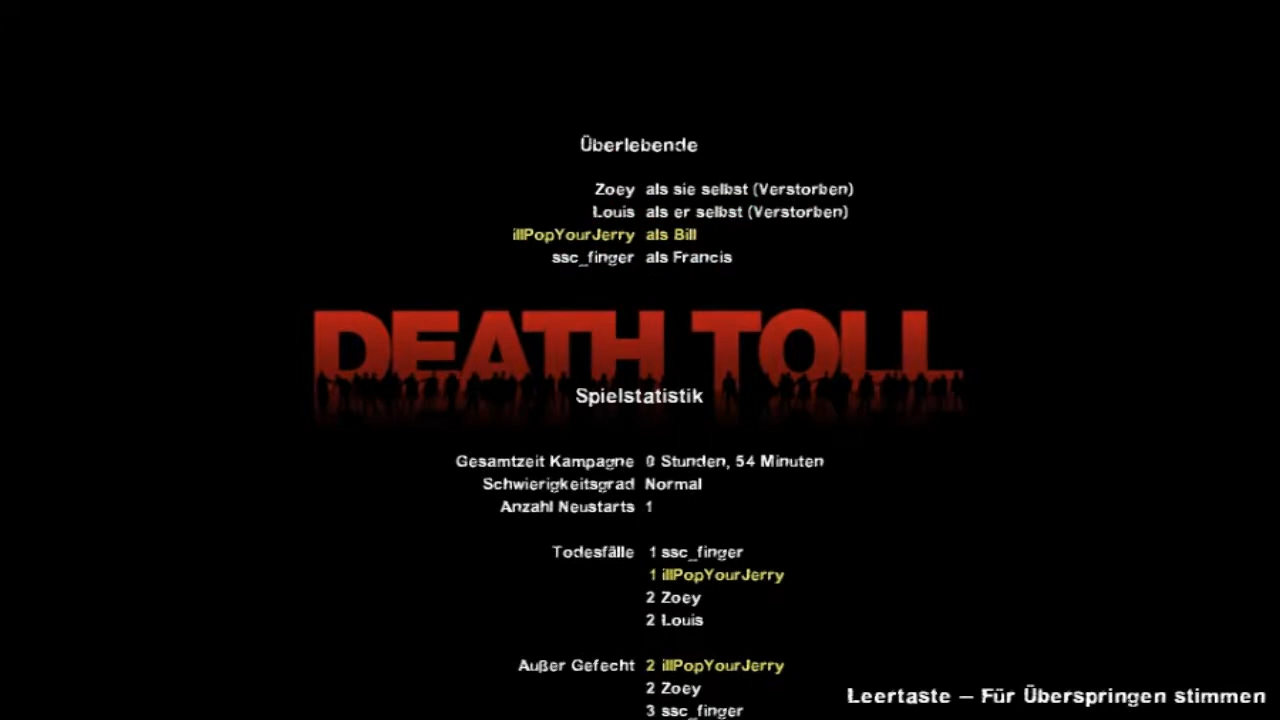 Überlebende
Zoey als sie selbst (Verstorben)
Louis als er selbst (Verstorben)
illPopYourJerry als Bill
ssc_finger als Francis
DEATH TOLL
Spielstatistik
Gesamtzeit Kampagne 0 Stunden, 54 Minuten
Schwierigkeitsgrad Normal
Anzahl Neustarts 1
Todesfälle 1 ssc_finger
1 illPopYourJerry
2 Zoey
2 Louis
Außer Gefecht 2 illPopYourJerry
2 Zoey
3 ssc_finger
Leertaste – Für Überspringen stimmen